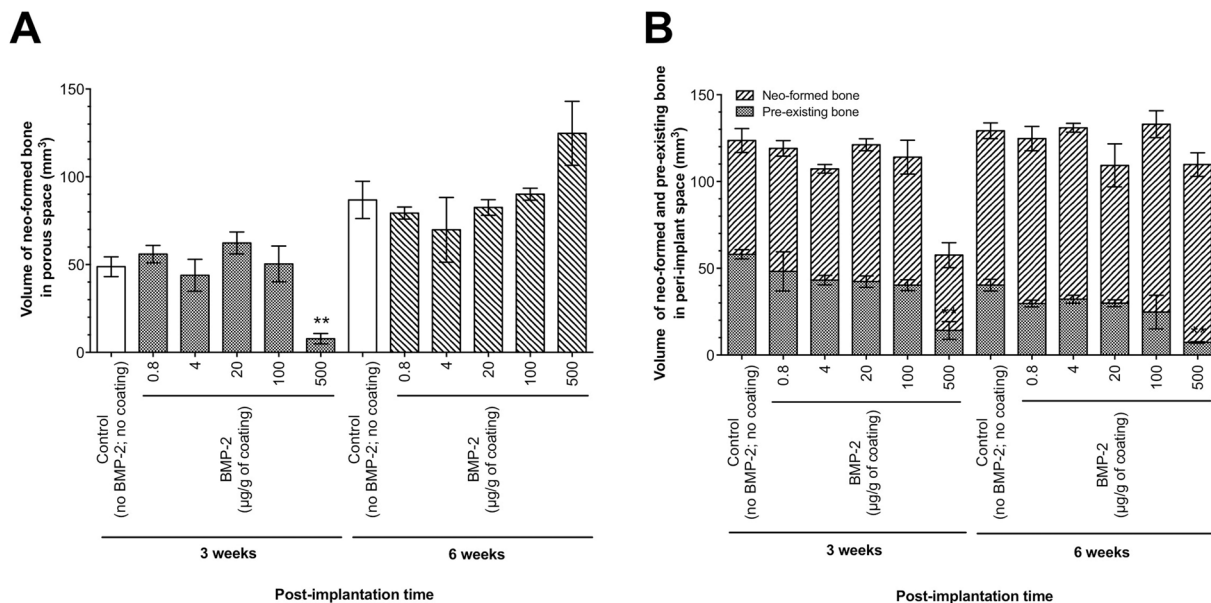 A
Volume of neo-formed bone
in porous space (mm³)
150
100
50
0
**
Control
(no BMP-2; no coating)
0.8
4
20
100
500
BMP-2
(µg/g of coating)
Control
(no BMP-2; no coating)
0.8
4
20
100
500
BMP-2
(µg/g of coating)
3 weeks
6 weeks
Post-implantation time
B
Volume of neo-formed and pre-existing bone
in peri-implant space (mm³)
150
100
50
0
Neo-formed bone
Pre-existing bone
**
**
Control
(no BMP-2; no coating)
0.8
4
20
100
500
BMP-2
(µg/g of coating)
Control
(no BMP-2; no coating)
0.8
4
20
100
500
BMP-2
(µg/g of coating)
3 weeks
6 weeks
Post-implantation time